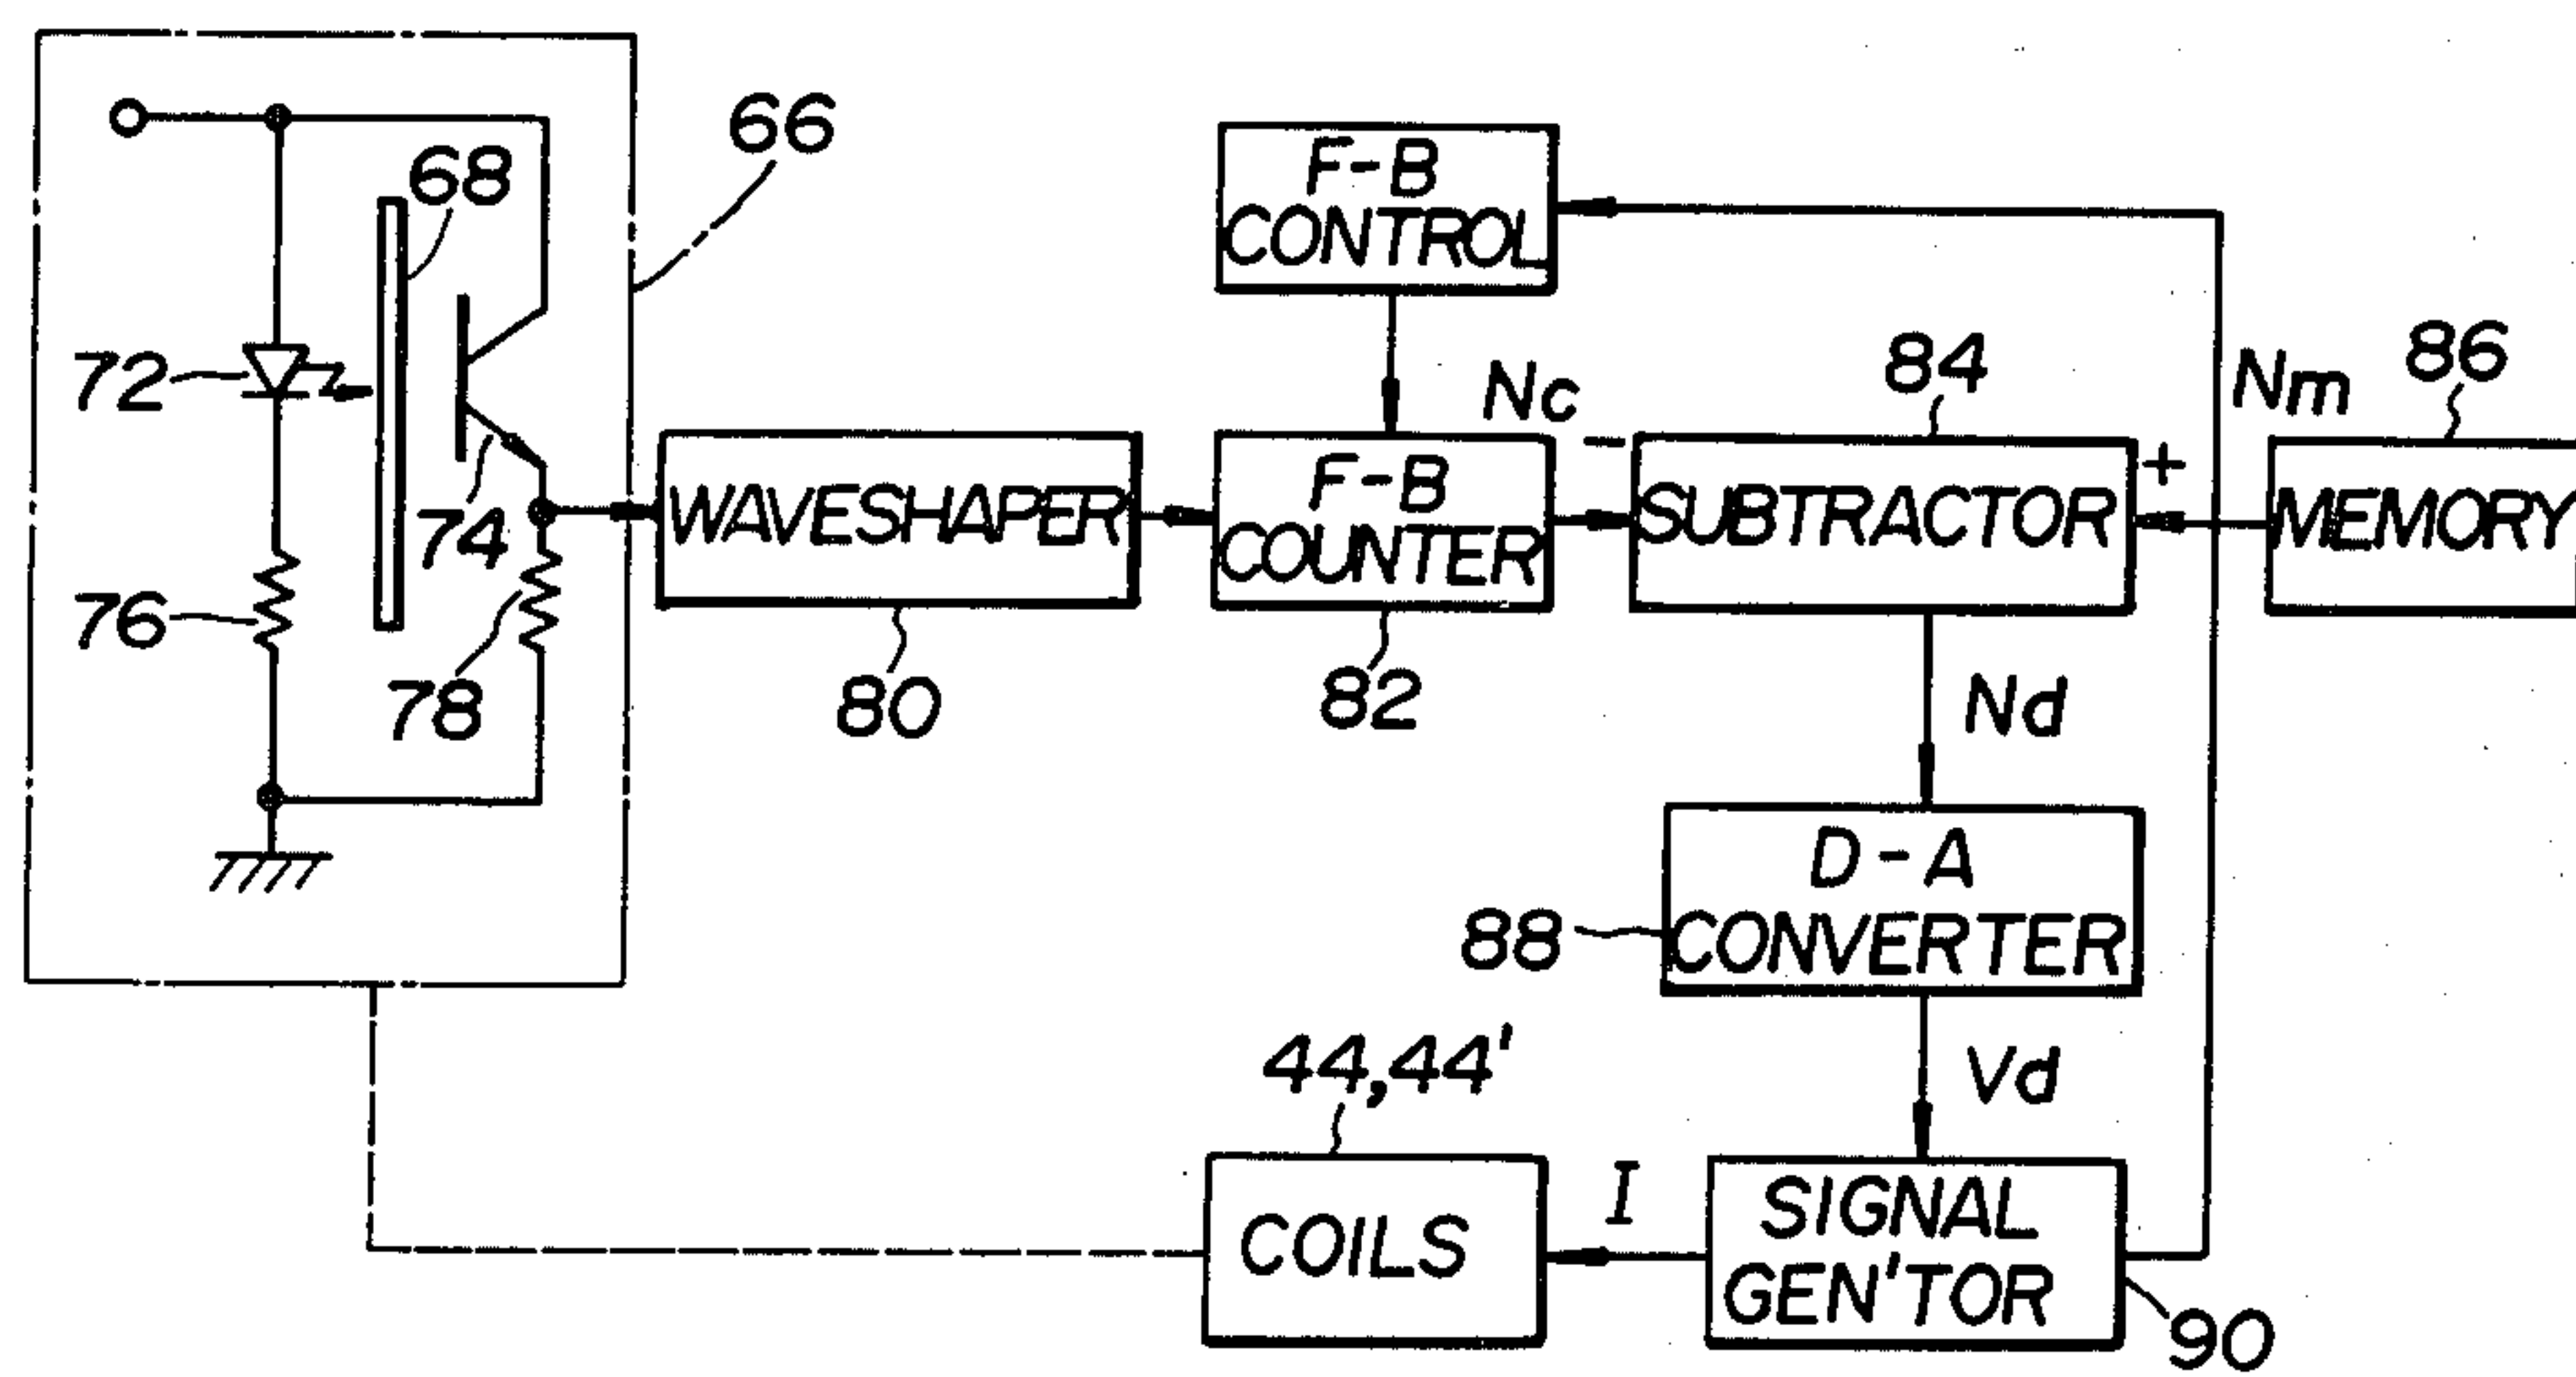 66
68
72
74
76
78
F-B
CONTROL
WAVESHAPER
80
F-B
COUNTER
82
Nc
-
84
SUBTRACTOR
+
Nm
86
MEMORY
Nd
D-A
CONVERTER
88
Vd
44,44'
COILS
I
SIGNAL
GEN'TOR
90